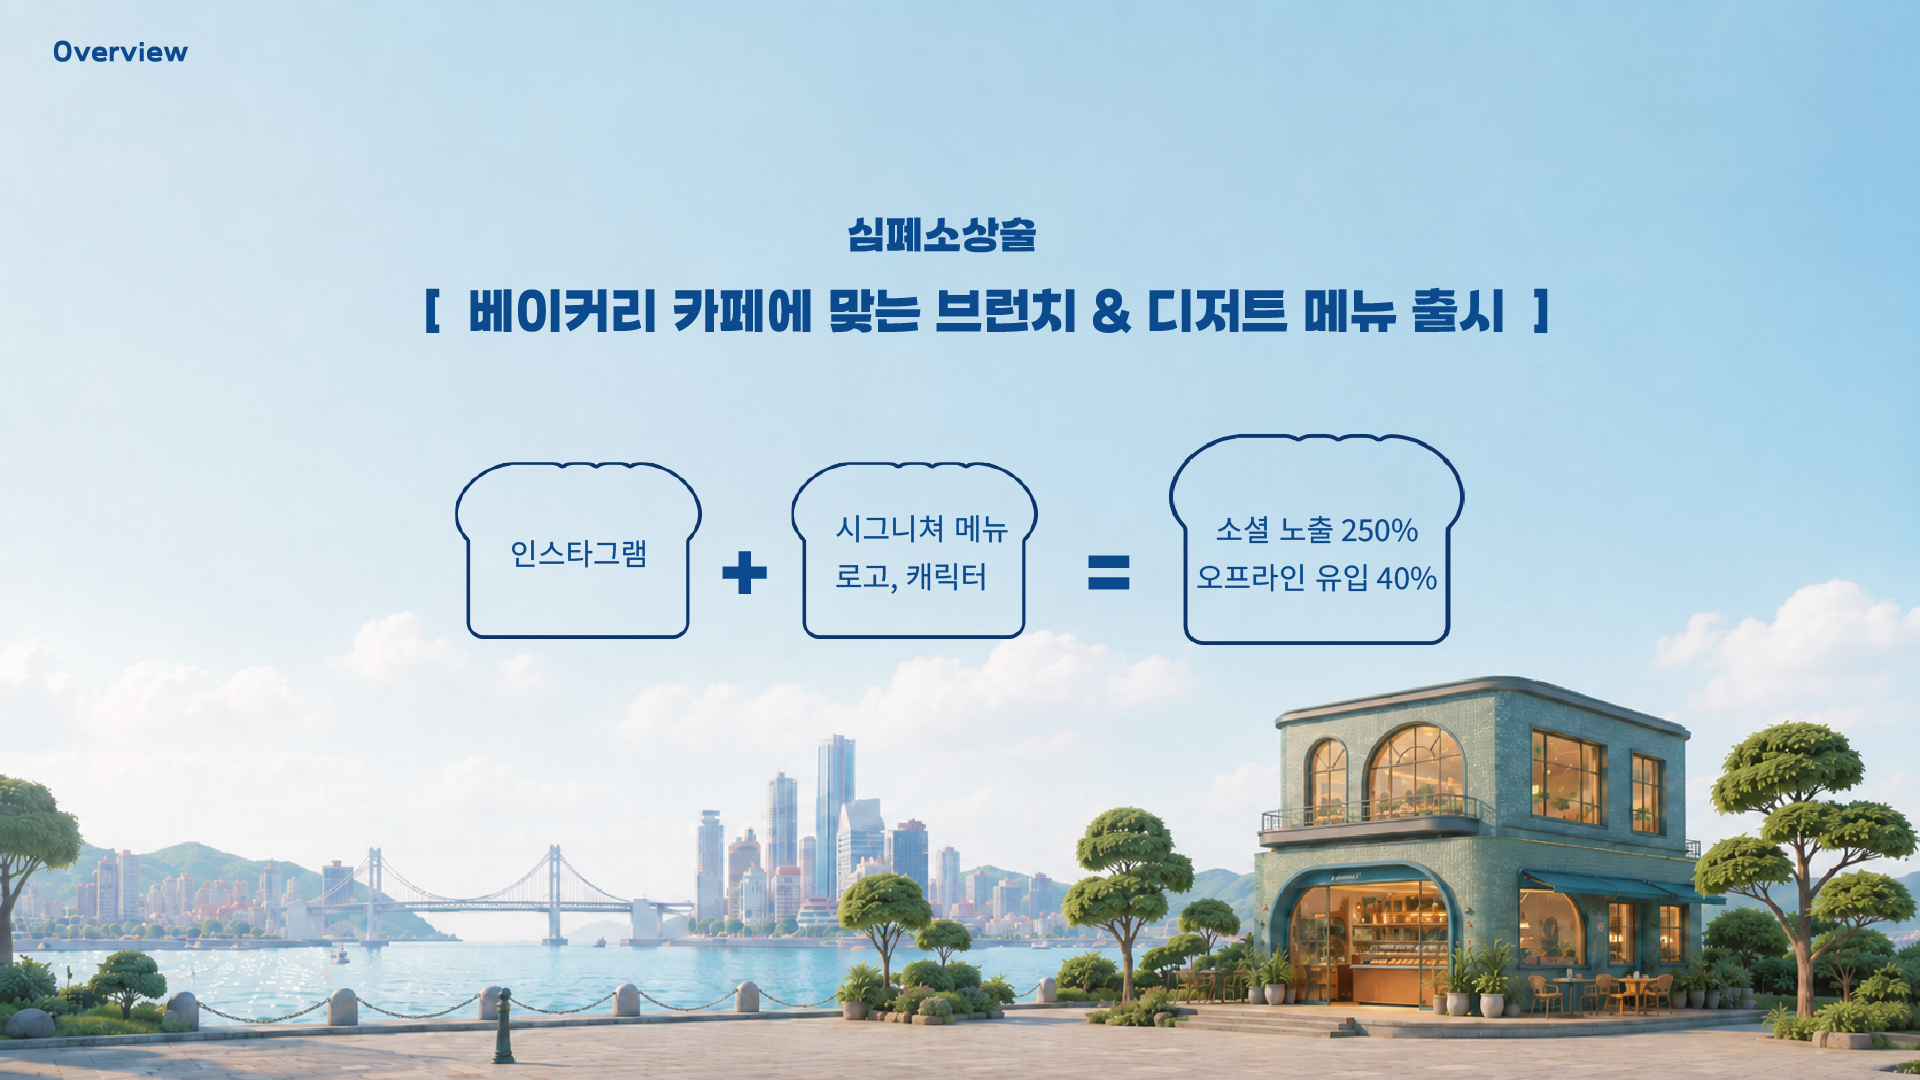 Overview
심폐소상술
[ 베이커리 카페에 맞는 브런치 & 디저트 메뉴 출시 ]
인스타그램
+
시그니쳐 메뉴
로고, 캐릭터
=
소셜 노출 250%
오프라인 유입 40%